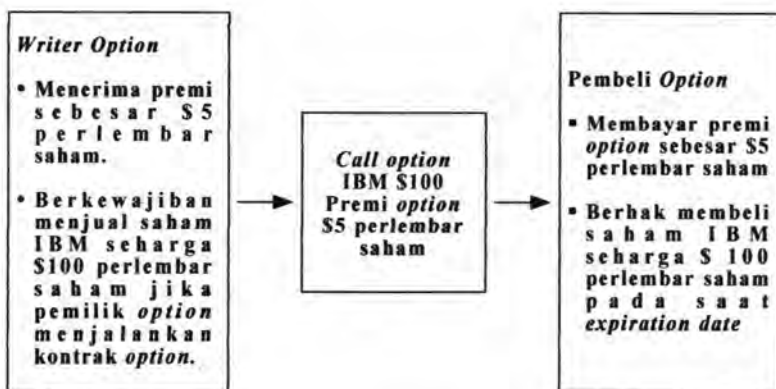 Writer Option
• Menerima premi
sebesar $5
perlembar
saham.
• Berkewajiban
menjual saham
IBM seharga
$100 perlembar
saham jika
pemilik option
menjalankan
kontrak option.
Call option
IBM $100
Premi option
$5 perlembar
saham
Pembeli Option
▪ Membayar premi
option sebesar $5
perlembar saham
▪ Berhak membeli
saham IBM
seharga $ 100
perlembar saham
pada saat
expiration date